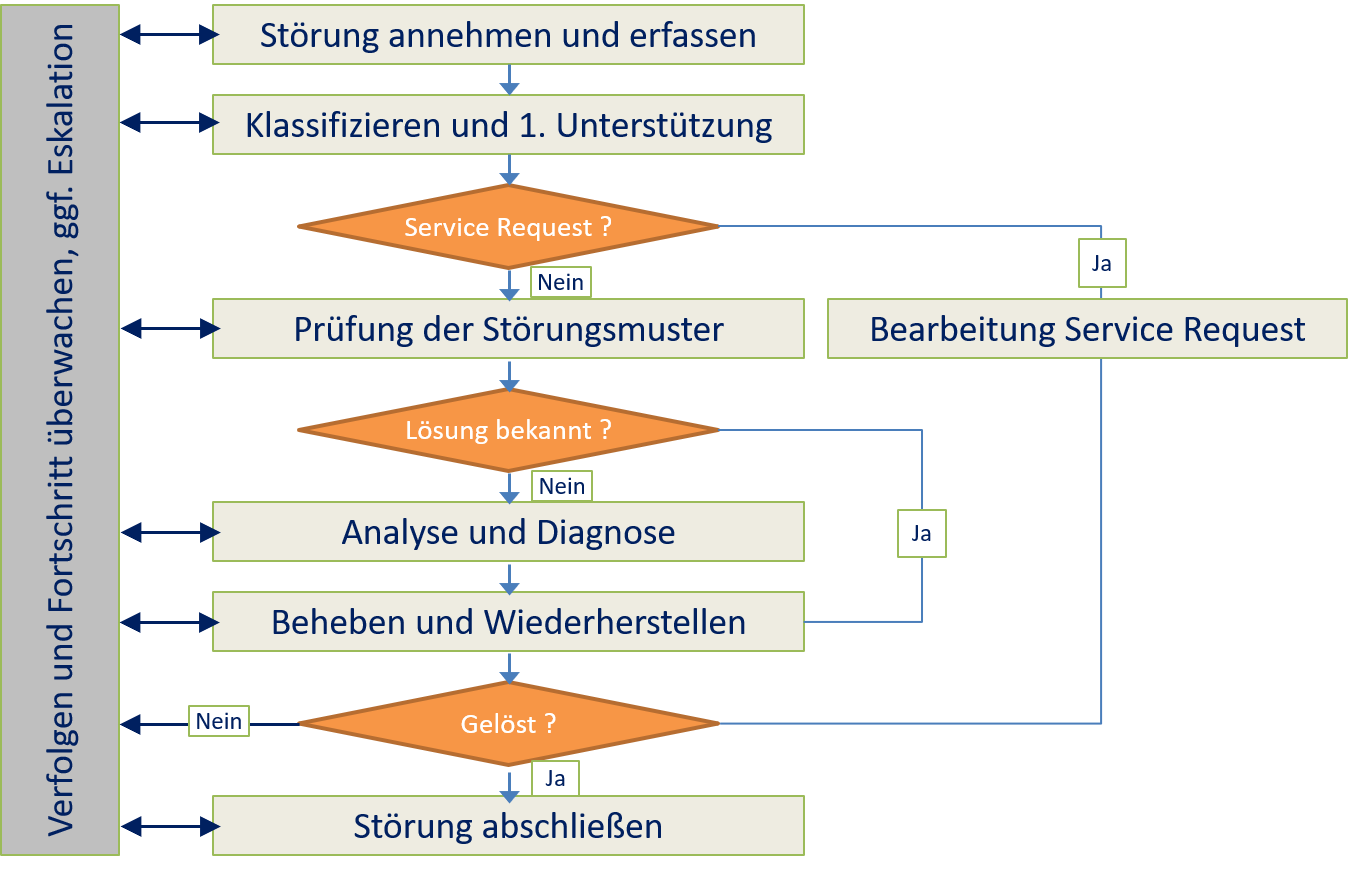 Verfolgen und Fortschritt überwachen, ggf. Eskalation
Störung annehmen und erfassen
Klassifizieren und 1. Unterstützung
Service Request ?
Ja
Nein
Prüfung der Störungsmuster
Bearbeitung Service Request
Lösung bekannt ?
Nein
Analyse und Diagnose
Ja
Beheben und Wiederherstellen
Gelöst ?
Nein
Ja
Störung abschließen